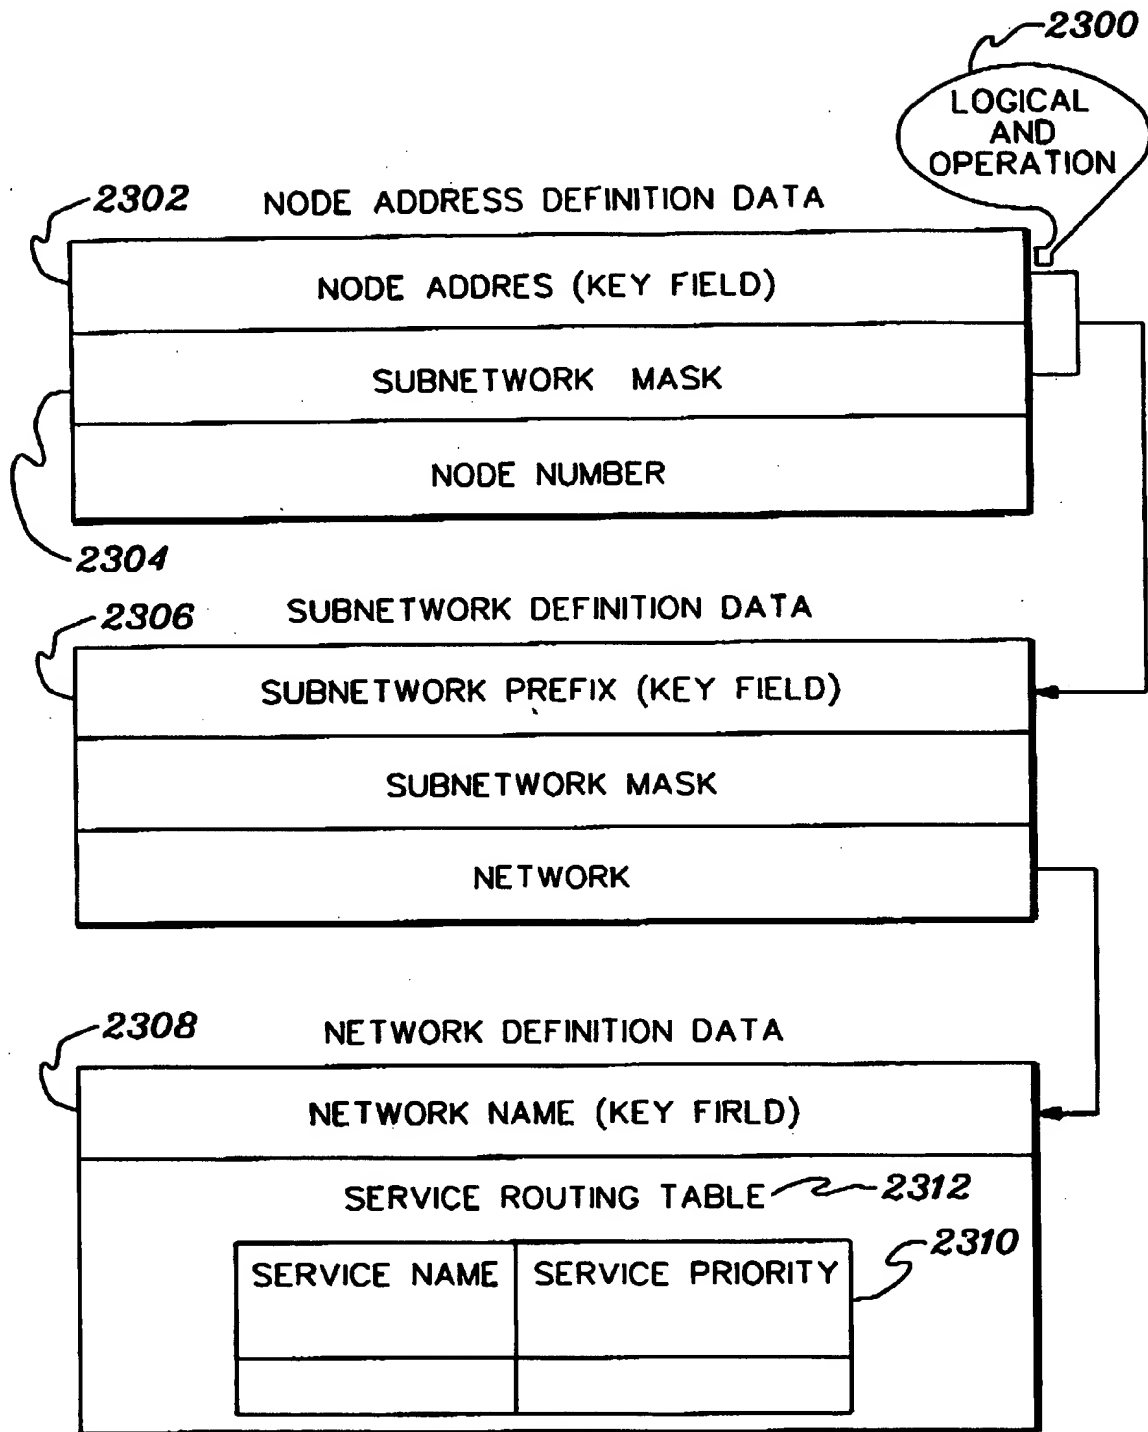 2300
LOGICAL
AND
OPERATION
2302
NODE ADDRESS DEFINITION DATA
NODE ADDRES (KEY FIELD)
SUBNETWORK MASK
NODE NUMBER
2304
2306
SUBNETWORK DEFINITION DATA
SUBNETWORK PREFIX (KEY FIELD)
SUBNETWORK MASK
NETWORK
2308
NETWORK DEFINITION DATA
NETWORK NAME (KEY FIRLD)
SERVICE ROUTING TABLE 2312
2310
SERVICE NAME SERVICE PRIORITY